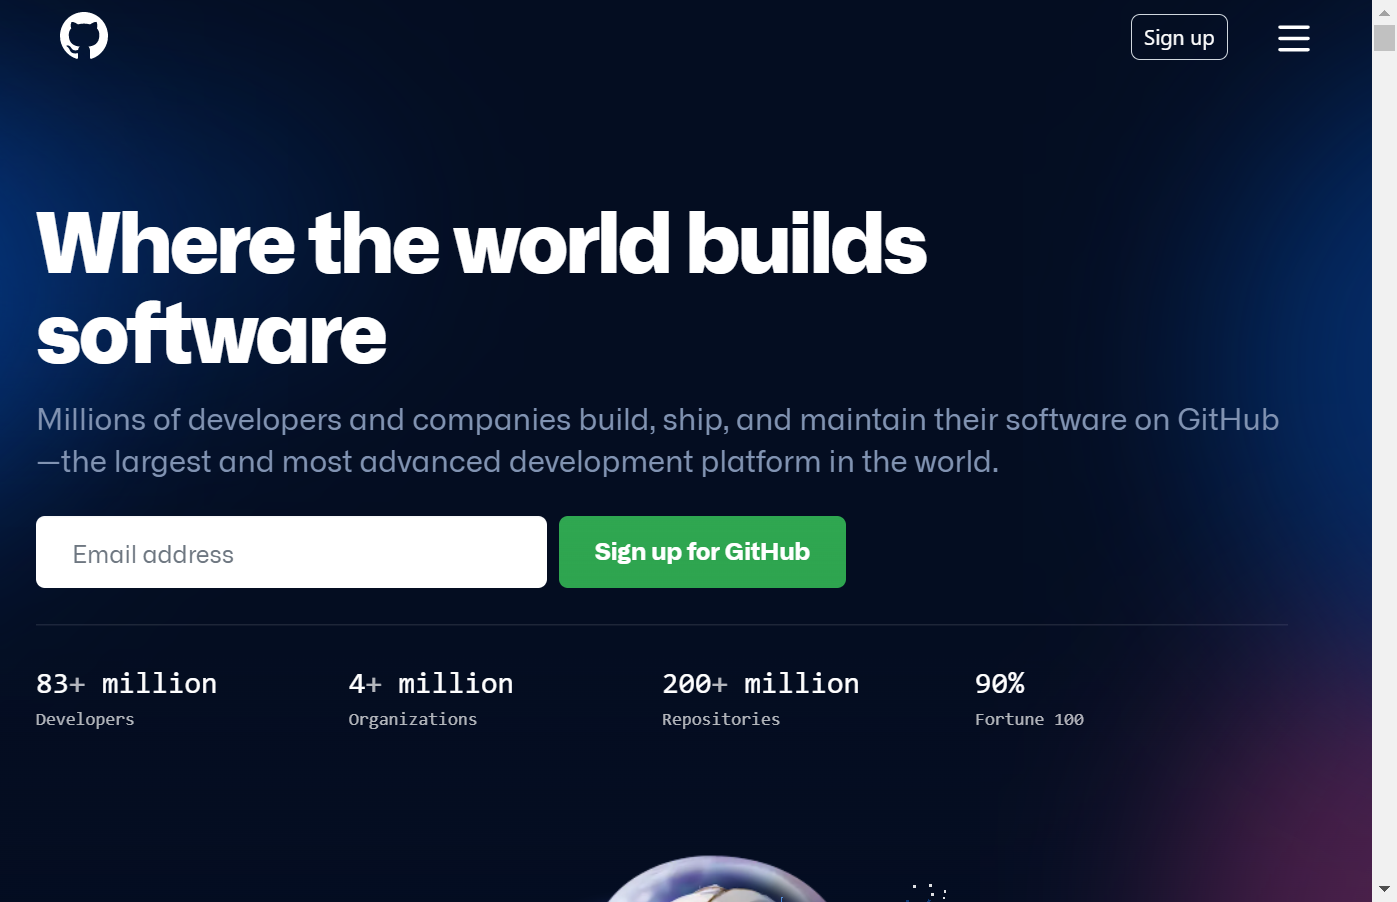 Sign up
Where the world builds
software
Millions of developers and companies build, ship, and maintain their software on GitHub
—the largest and most advanced development platform in the world.
Email address
Sign up for GitHub
83+ million
4+ million
200+ million
90%
Developers
Organizations
Repositories
Fortune 100